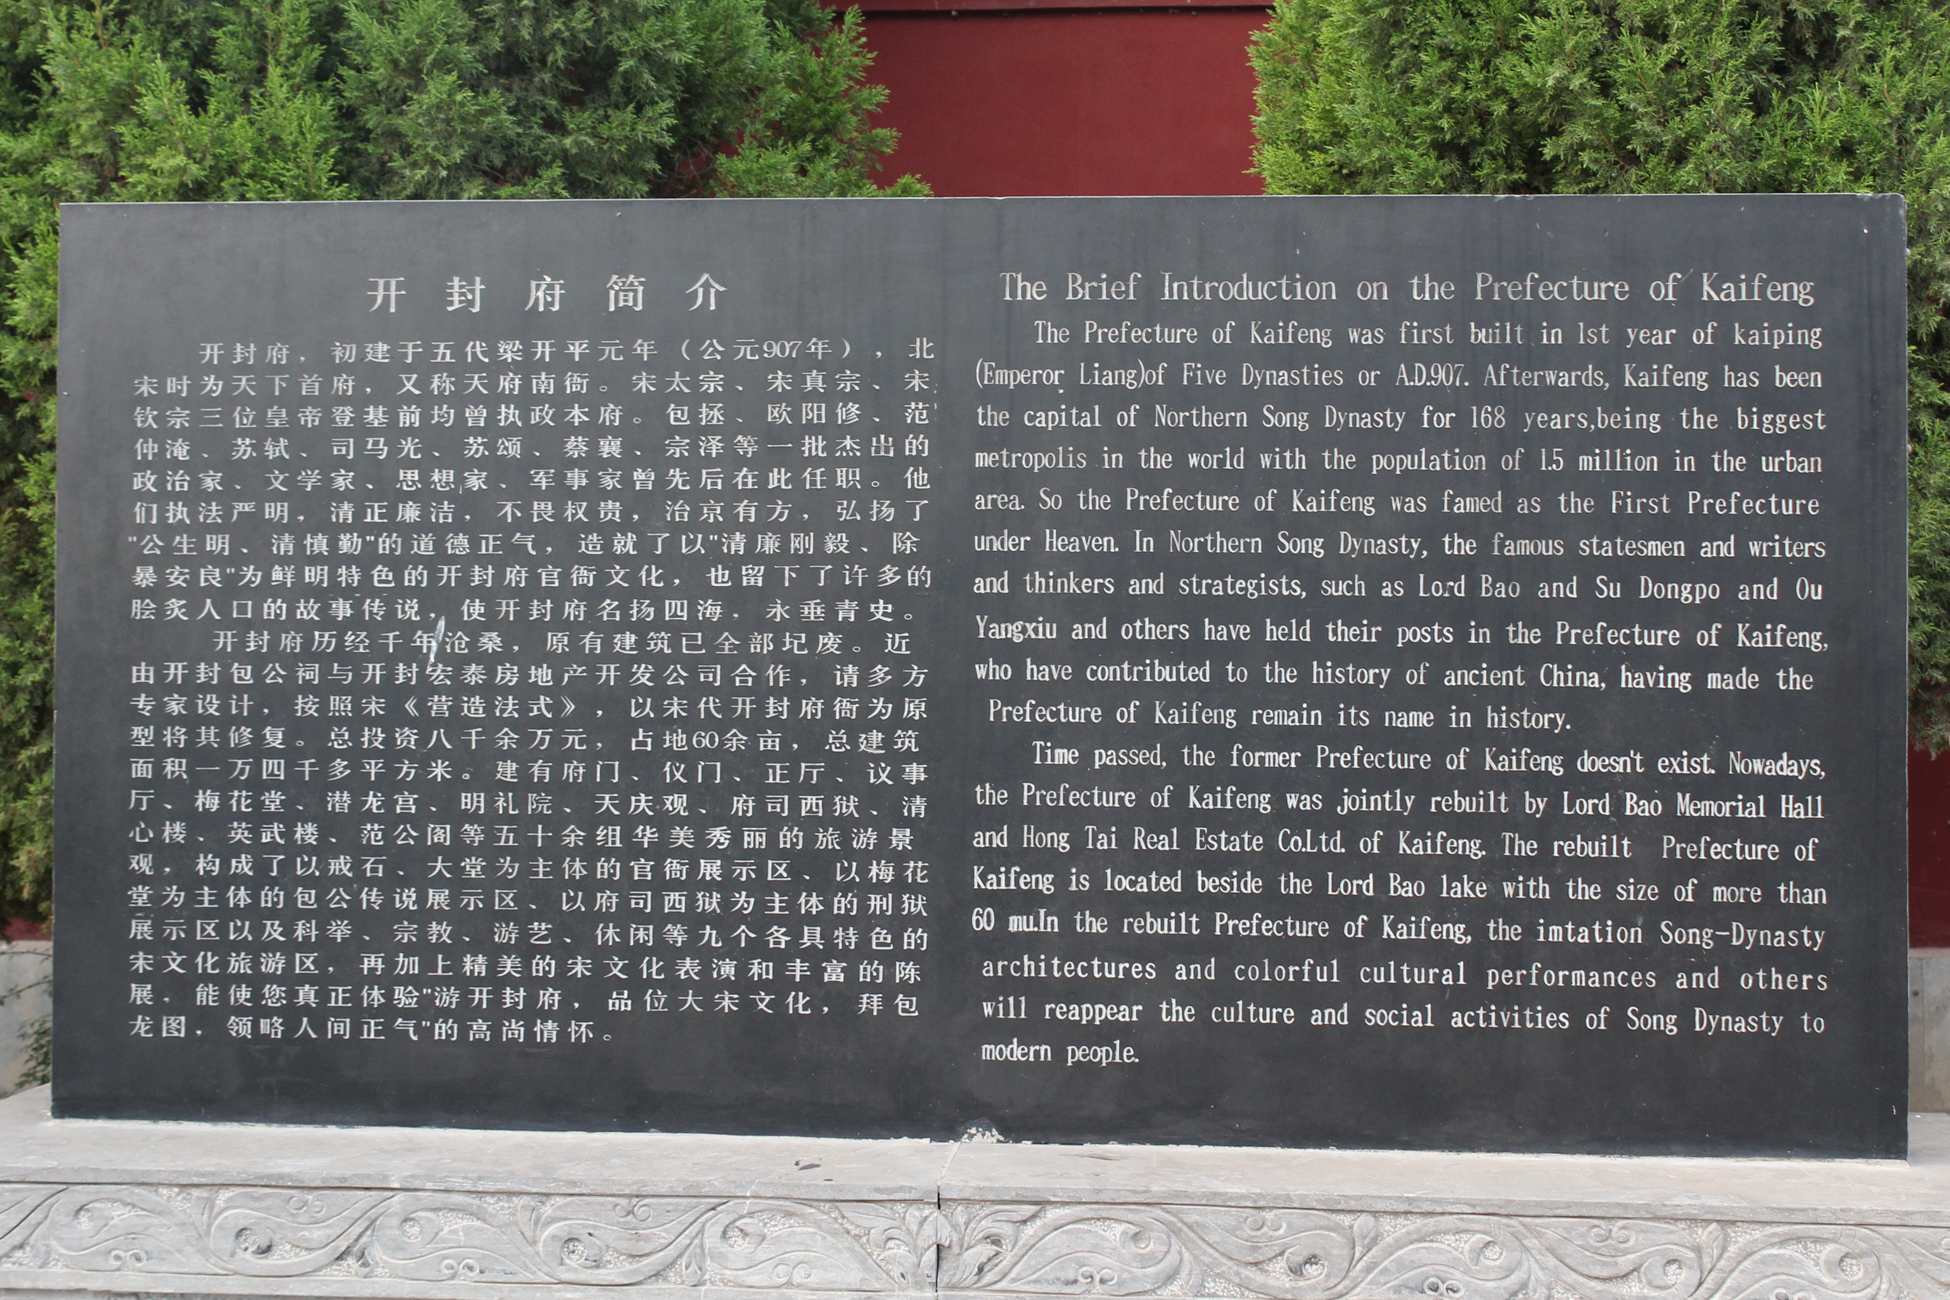 开封府简介
开封府，初建于五代梁开平元年（公元907年），北
宋时为天下首府，又称天府南衙。宋太宗、宋真宗、宋
钦宗三位皇帝登基前均曾执政本府。包拯、欧阳修、范
仲淹、苏轼、司马光、苏颂、蔡襄、宗泽等一批杰出的
政治家、文学家、思想家、军事家曾先后在此任职。他
们执法严明，清正廉洁，不畏权贵，治京有方，弘扬了
"公生明、清慎勤"的道德正气，造就了以"清廉刚毅、除
暴安良"为鲜明特色的开封府官衙文化，也留下了许多的
脍炙人口的故事传说，使开封府名扬四海，永垂青史。
开封府历经千年沧桑，原有建筑已全部圮废。近
由开封包公祠与开封宏泰房地产开发公司合作，请多方
专家设计，按照宋《营造法式》，以宋代开封府衙为原
型将其修复。总投资八千余万元，占地60余亩，总建筑
面积一万四千多平方米。建有府门、仪门、正厅、议事
厅、梅花堂、潜龙宫、明礼院、天庆观、府司西狱、清
心楼、英武楼、范公阁等五十余组华美秀丽的旅游景
观，构成了以戒石、大堂为主体的官衙展示区、以梅花
堂为主体的包公传说展示区、以府司西狱为主体的刑狱
展示区以及科举、宗教、游艺、休闲等九个各具特色的
宋文化旅游区，再加上精美的宋文化表演和丰富的陈
展，能使您真正体验"游开封府，品位大宋文化，拜包
龙图，领略人间正气"的高尚情怀。
The Brief Introduction on the Prefecture of Kaifeng
The Prefecture of Kaifeng was first built in 1st year of kaiping
(Emperor Liang)of Five Dynasties or A.D.907. Afterwards, Kaifeng has been
the capital of Northern Song Dynasty for 168 years,being the biggest
metropolis in the world with the population of 1.5 million in the urban
area. So the Prefecture of Kaifeng was famed as the First Prefecture
under Heaven. In Northern Song Dynasty, the famous statesmen and writers
and thinkers and strategists, such as Lord Bao and Su Dongpo and Ou
Yangxiu and others have held their posts in the Prefecture of Kaifeng,
who have contributed to the history of ancient China, having made the
Prefecture of Kaifeng remain its name in history.
Time passed, the former Prefecture of Kaifeng doesn't exist. Nowadays,
the Prefecture of Kaifeng was jointly rebuilt by Lord Bao Memorial Hall
and Hong Tai Real Estate Co.Ltd. of Kaifeng. The rebuilt Prefecture of
Kaifeng is located beside the Lord Bao lake with the size of more than
60 mu.In the rebuilt Prefecture of Kaifeng, the imtation Song-Dynasty
architectures and colorful cultural performances and others
will reappear the culture and social activities of Song Dynasty to
modern people.